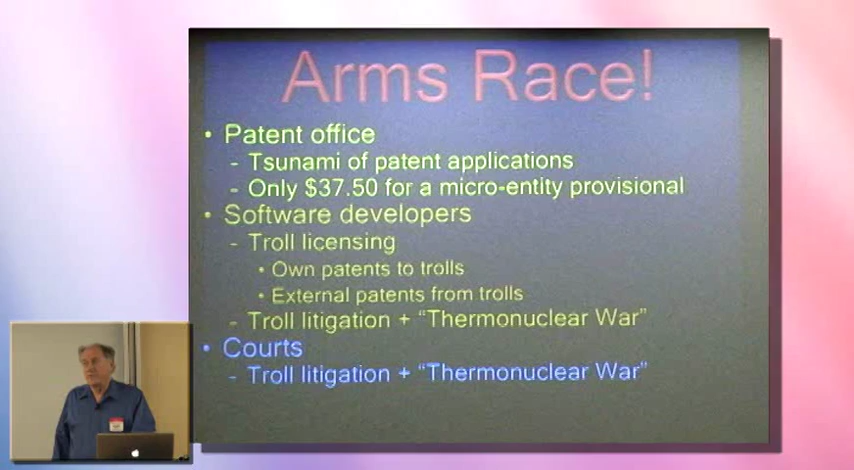 Arms Race!
• Patent office
- Tsunami of patent applications
- Only $37.50 for a micro-entity provisional
• Software developers
- Troll licensing
• Own patents to trolls
• External patents from trolls
- Troll litigation + “Thermonuclear War”
• Courts
- Troll litigation + “Thermonuclear War”